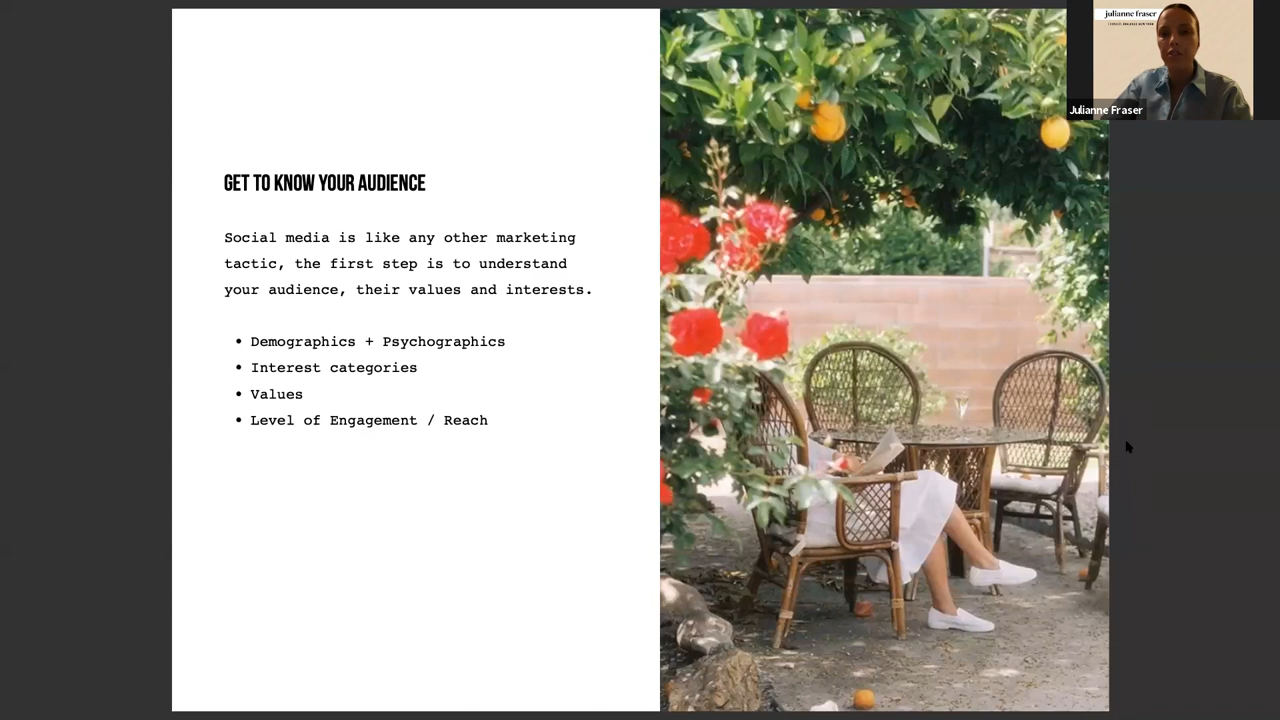 GET TO KNOW YOUR AUDIENCE
Social media is like any other marketing
tactic, the first step is to understand
your audience, their values and interests.
• Demographics + Psychographics
• Interest categories
• Values
• Level of Engagement / Reach
julianne fraser
Julianne Fraser